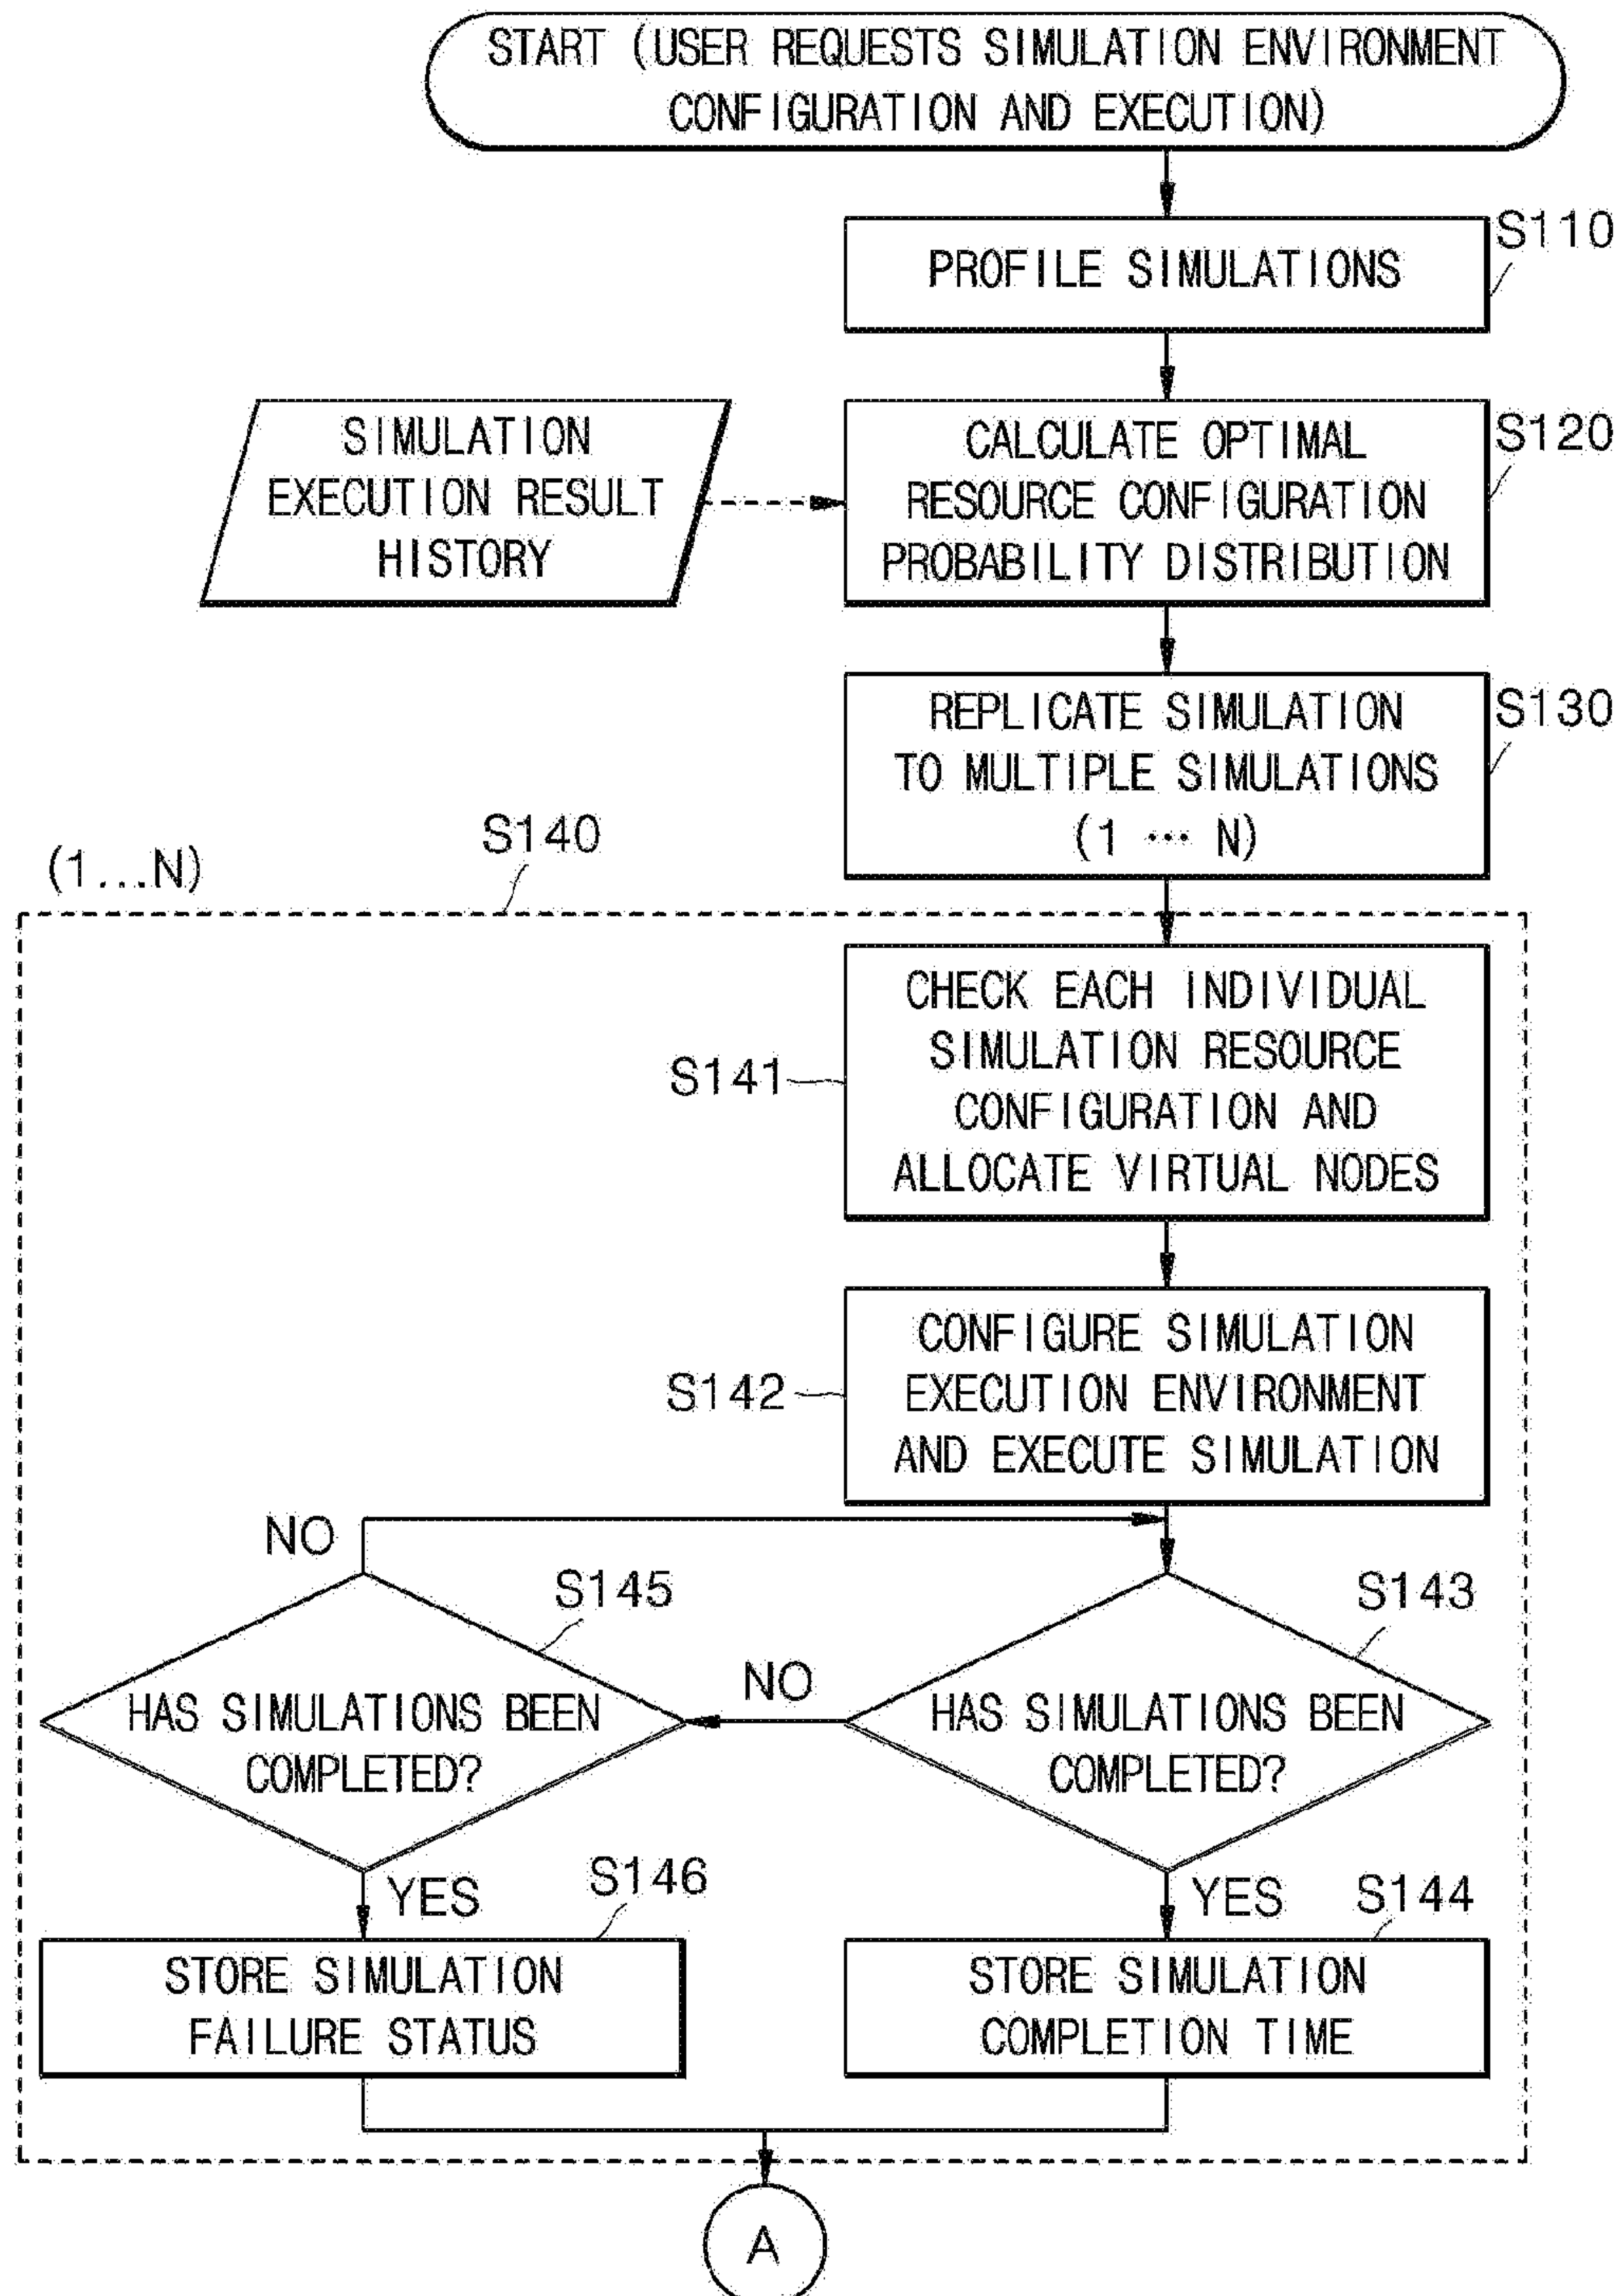 START (USER REQUESTS SIMULATION ENVIRONMENT
CONFIGURATION AND EXECUTION)
S110
PROFILE SIMULATIONS
SIMULATION
EXECUTION RESULT
HISTORY
S120
CALCULATE OPTIMAL
RESOURCE CONFIGURATION
PROBABILITY DISTRIBUTION
S130
REPLICATE SIMULATION
TO MULTIPLE SIMULATIONS
(1 ··· N)
(1...N)
S140
S141
CHECK EACH INDIVIDUAL
SIMULATION RESOURCE
CONFIGURATION AND
ALLOCATE VIRTUAL NODES
S142
CONFIGURE SIMULATION
EXECUTION ENVIRONMENT
AND EXECUTE SIMULATION
NO
S145
HAS SIMULATIONS BEEN
COMPLETED?
NO
S143
HAS SIMULATIONS BEEN
COMPLETED?
YES
S146
YES
S144
STORE SIMULATION
FAILURE STATUS
STORE SIMULATION
COMPLETION TIME
A